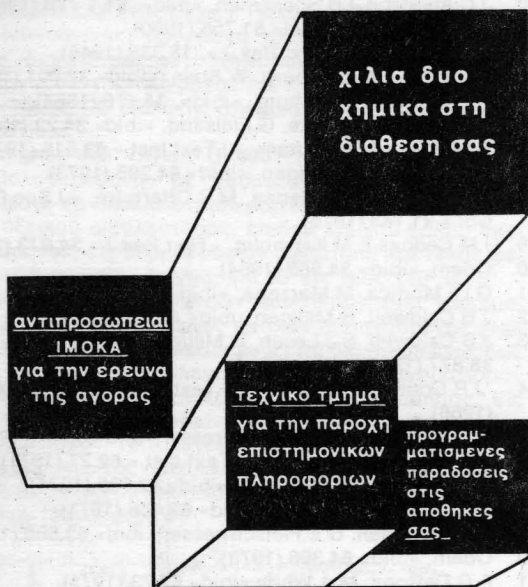 χιλια δυο
χημικα στη
διαθεση σας
αντιπροσωπειαι
ΙΜΟΚΑ
για την ερευνα
της αγορας
τεχνικο τμημα
για την παροχη
επιστημονικων
πληροφοριων
προγραμ-
ματισμενες
παραδοσεις
στις
αποθηκες
σας